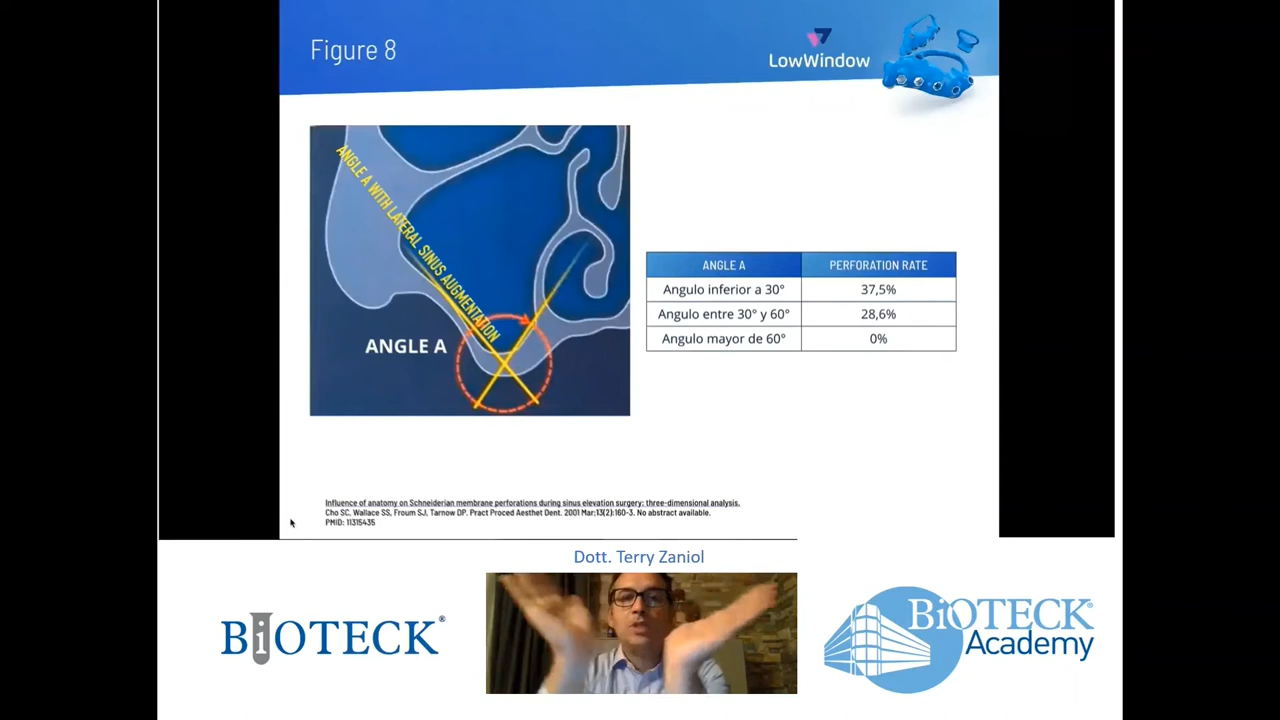 Figure 8
LowWindow
ANGLE A WITH LATERAL SINUS AUGMENTATION
ANGLE A
ANGLE A PERFORATION RATE
Angulo inferior a 30° 37,5%
Angulo entre 30° y 60° 28,6%
Angulo mayor de 60° 0%
Influence of anatomy on Schneiderian membrane perforations during sinus elevation surgery: three-dimensional analysis.
Cho SC, Wallace SS, Froum SJ, Tarnow DP. Pract Proced Aesthet Dent. 2001 Mar;13(2):160-3. No abstract available.
PMID: 11315435
Dott. Terry Zaniol
BiOTECK®
BiOTECK®
Academy